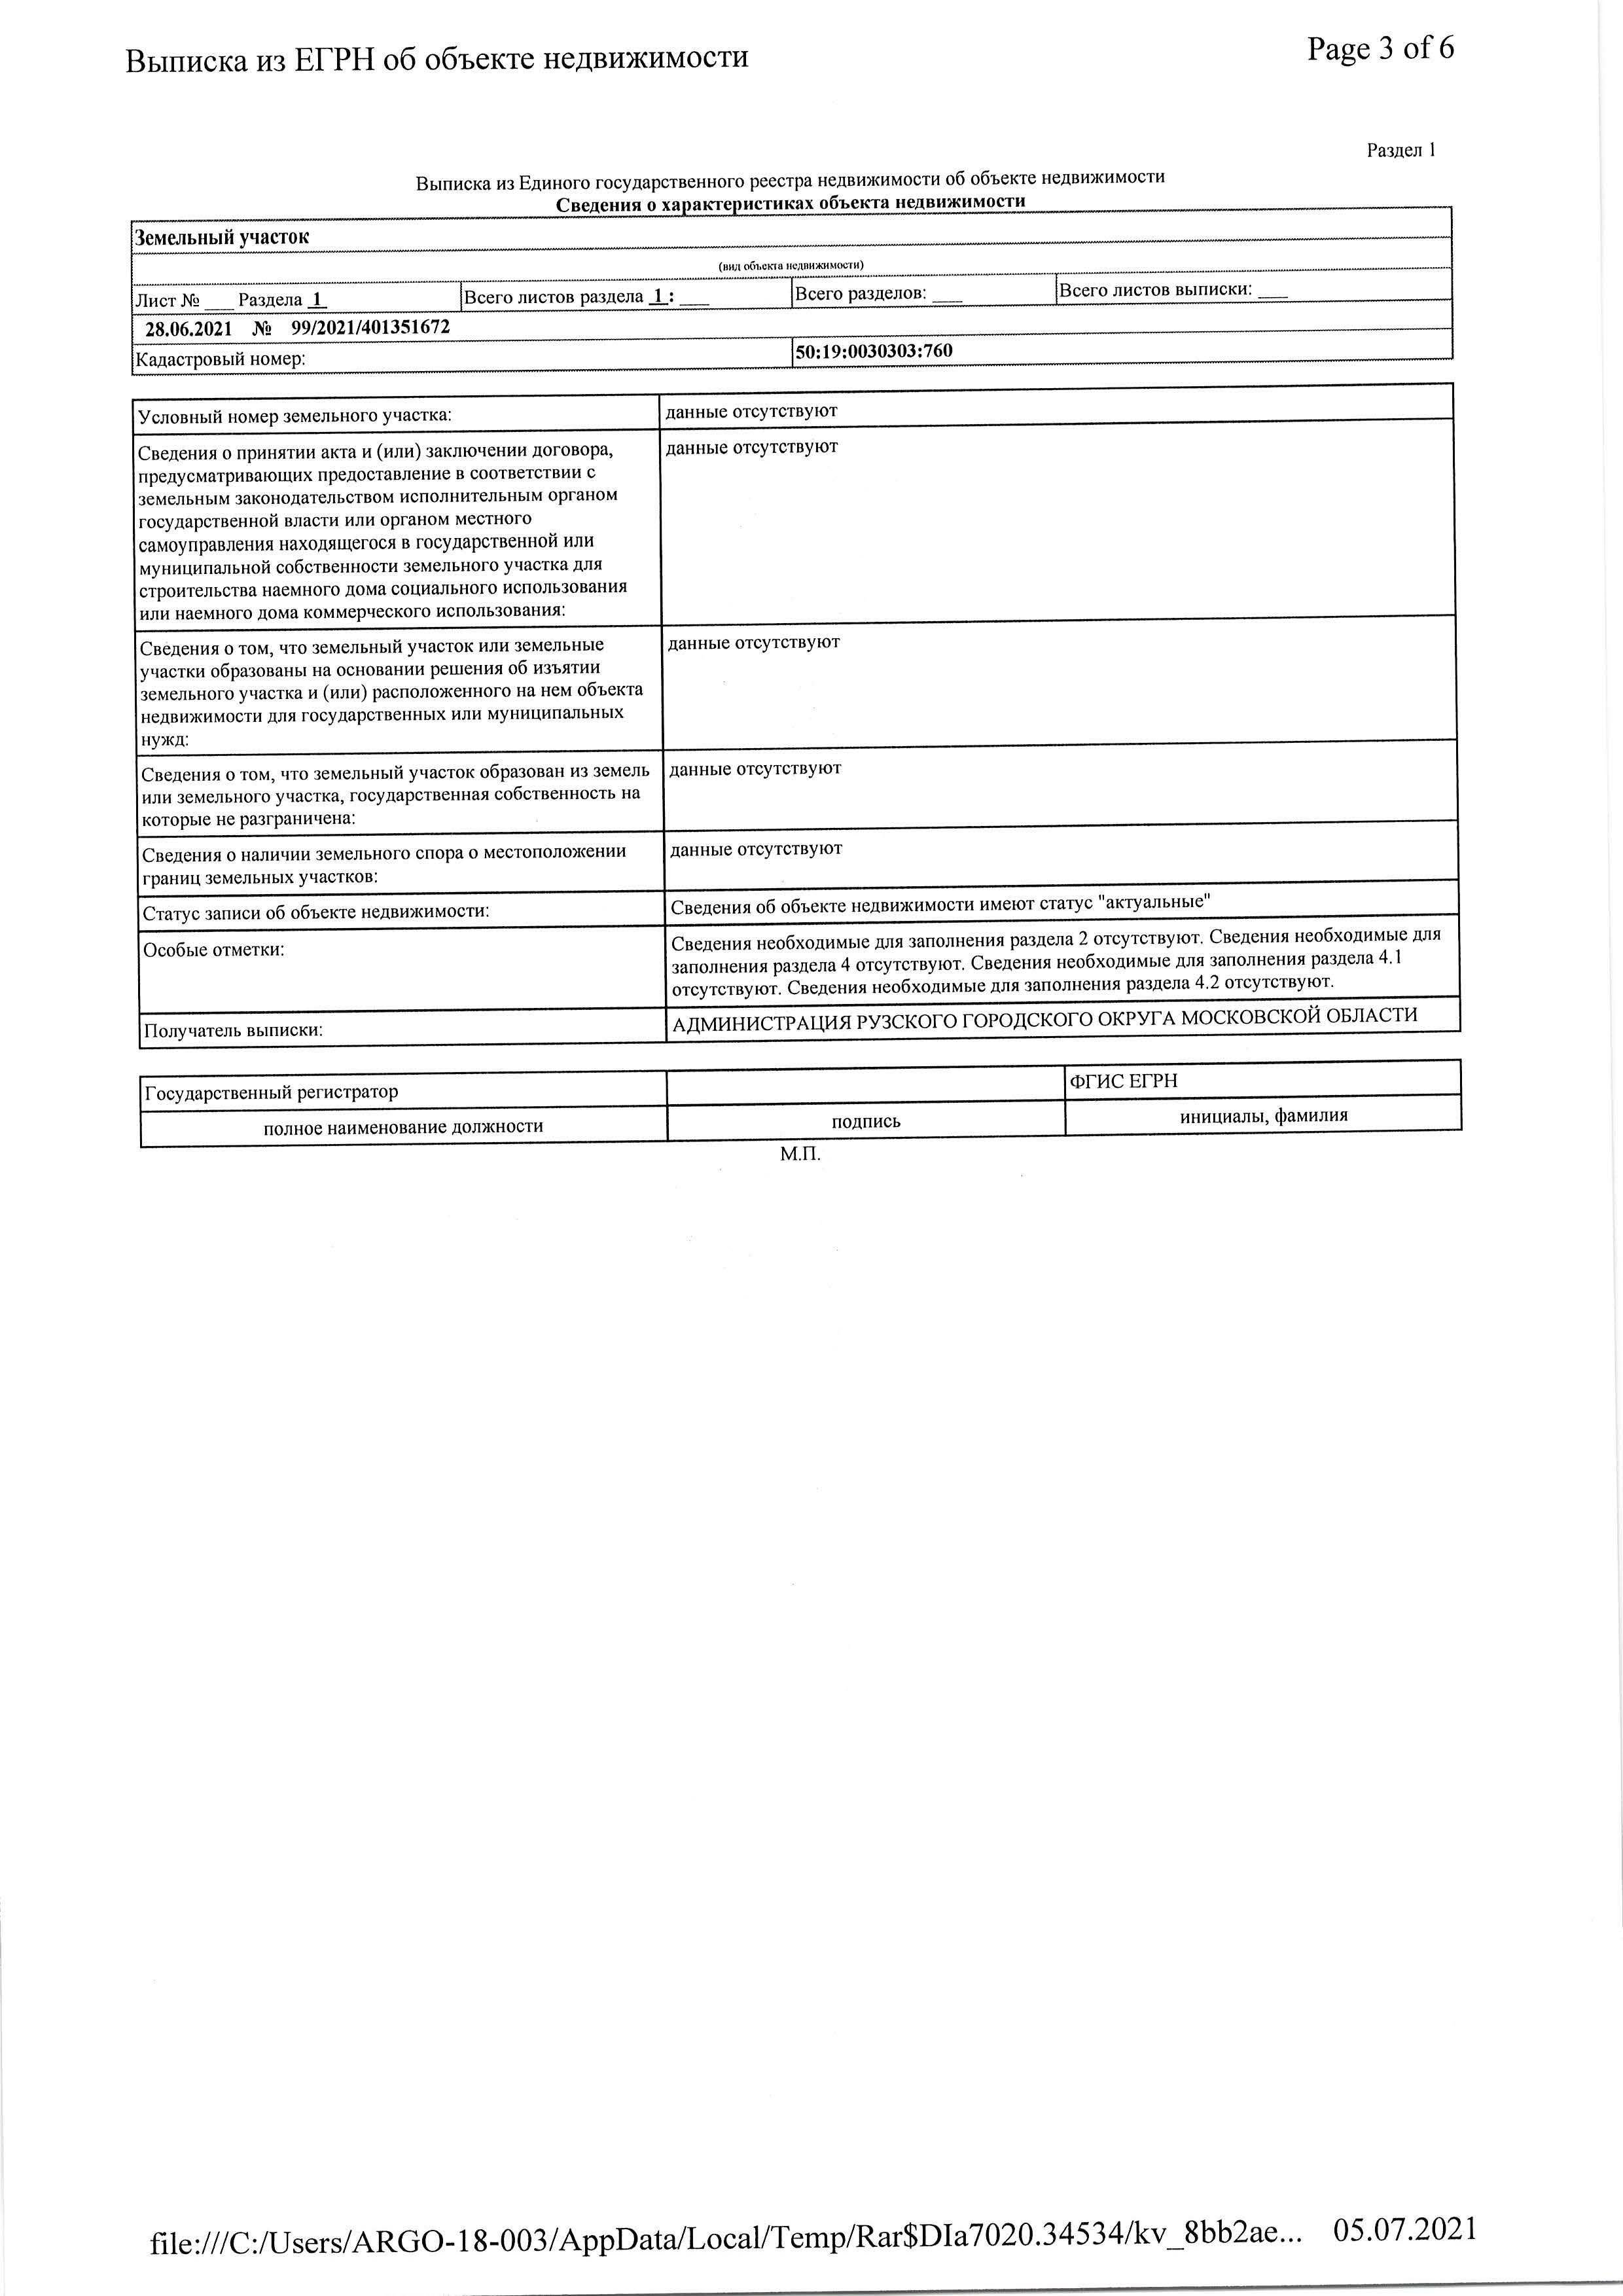 Выписка из ЕГРН об объекте недвижимости
Page 3 of 6
Раздел 1
Выписка из Единого государственного реестра недвижимости об объекте недвижимости
Сведения о характеристиках объекта недвижимости
Земельный участок
(вид объекта недвижимости)
Лист № ___ Раздела 1
Всего листов раздела 1 : ___
Всего разделов: ___
Всего листов выписки: ___
28.06.2021 № 99/2021/401351672
Кадастровый номер:
50:19:0030303:760
Условный номер земельного участка:
данные отсутствуют
Сведения о принятии акта и (или) заключении договора,
предусматривающих предоставление в соответствии с
земельным законодательством исполнительным органом
государственной власти или органом местного
самоуправления находящегося в государственной или
муниципальной собственности земельного участка для
строительства наемного дома социального использования
или наемного дома коммерческого использования:
данные отсутствуют
Сведения о том, что земельный участок или земельные
участки образованы на основании решения об изъятии
земельного участка и (или) расположенного на нем объекта
недвижимости для государственных или муниципальных
нужд:
данные отсутствуют
Сведения о том, что земельный участок образован из земель
или земельного участка, государственная собственность на
которые не разграничена:
данные отсутствуют
Сведения о наличии земельного спора о местоположении
границ земельных участков:
данные отсутствуют
Статус записи об объекте недвижимости:
Сведения об объекте недвижимости имеют статус "актуальные"
Особые отметки:
Сведения необходимые для заполнения раздела 2 отсутствуют. Сведения необходимые для
заполнения раздела 4 отсутствуют. Сведения необходимые для заполнения раздела 4.1
отсутствуют. Сведения необходимые для заполнения раздела 4.2 отсутствуют.
Получатель выписки:
АДМИНИСТРАЦИЯ РУЗСКОГО ГОРОДСКОГО ОКРУГА МОСКОВСКОЙ ОБЛАСТИ
Государственный регистратор
ФГИС ЕГРН
полное наименование должности
подпись
инициалы, фамилия
М.П.
file:///C:/Users/ARGO-18-003/AppData/Local/Temp/Rar$DIa7020.34534/kv_8bb2ae...
05.07.2021